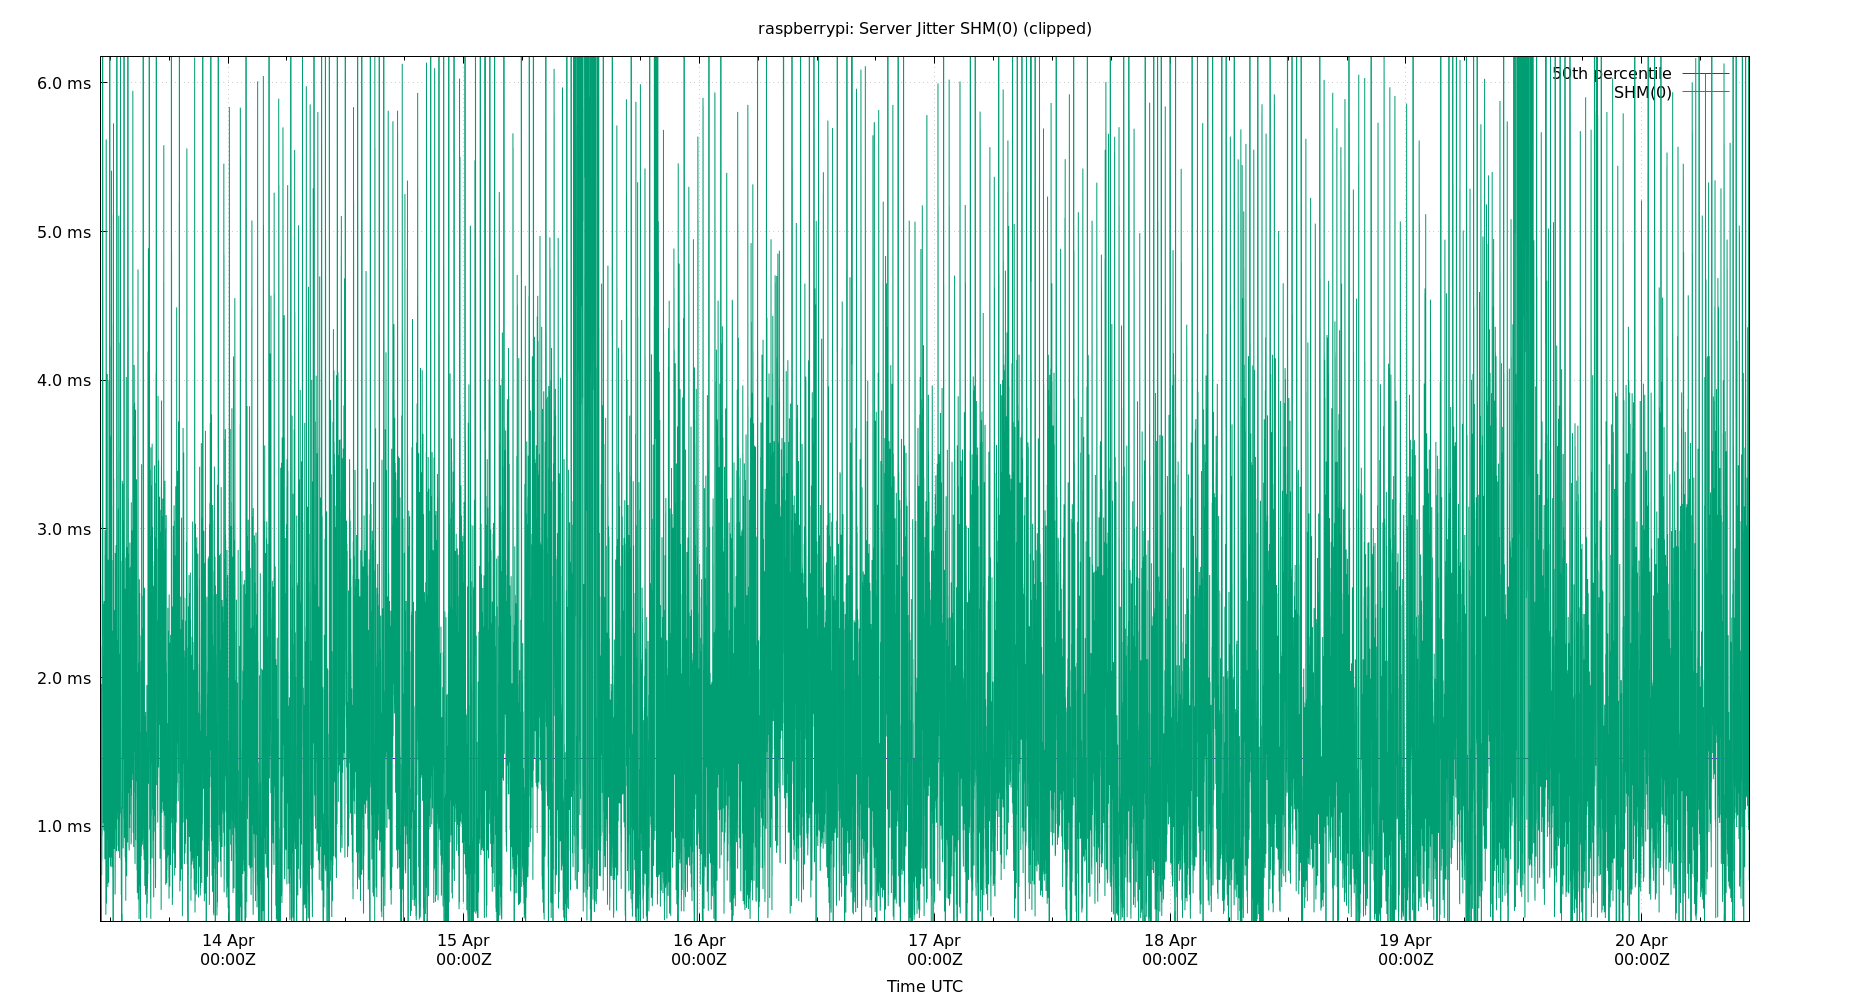 raspberrypi: Server Jitter SHM(0) (clipped)
50th percentile
SHM(0)
6.0 ms
5.0 ms
4.0 ms
3.0 ms
2.0 ms
1.0 ms
14 Apr
00:00Z
15 Apr
00:00Z
16 Apr
00:00Z
17 Apr
00:00Z
18 Apr
00:00Z
19 Apr
00:00Z
20 Apr
00:00Z
Time UTC